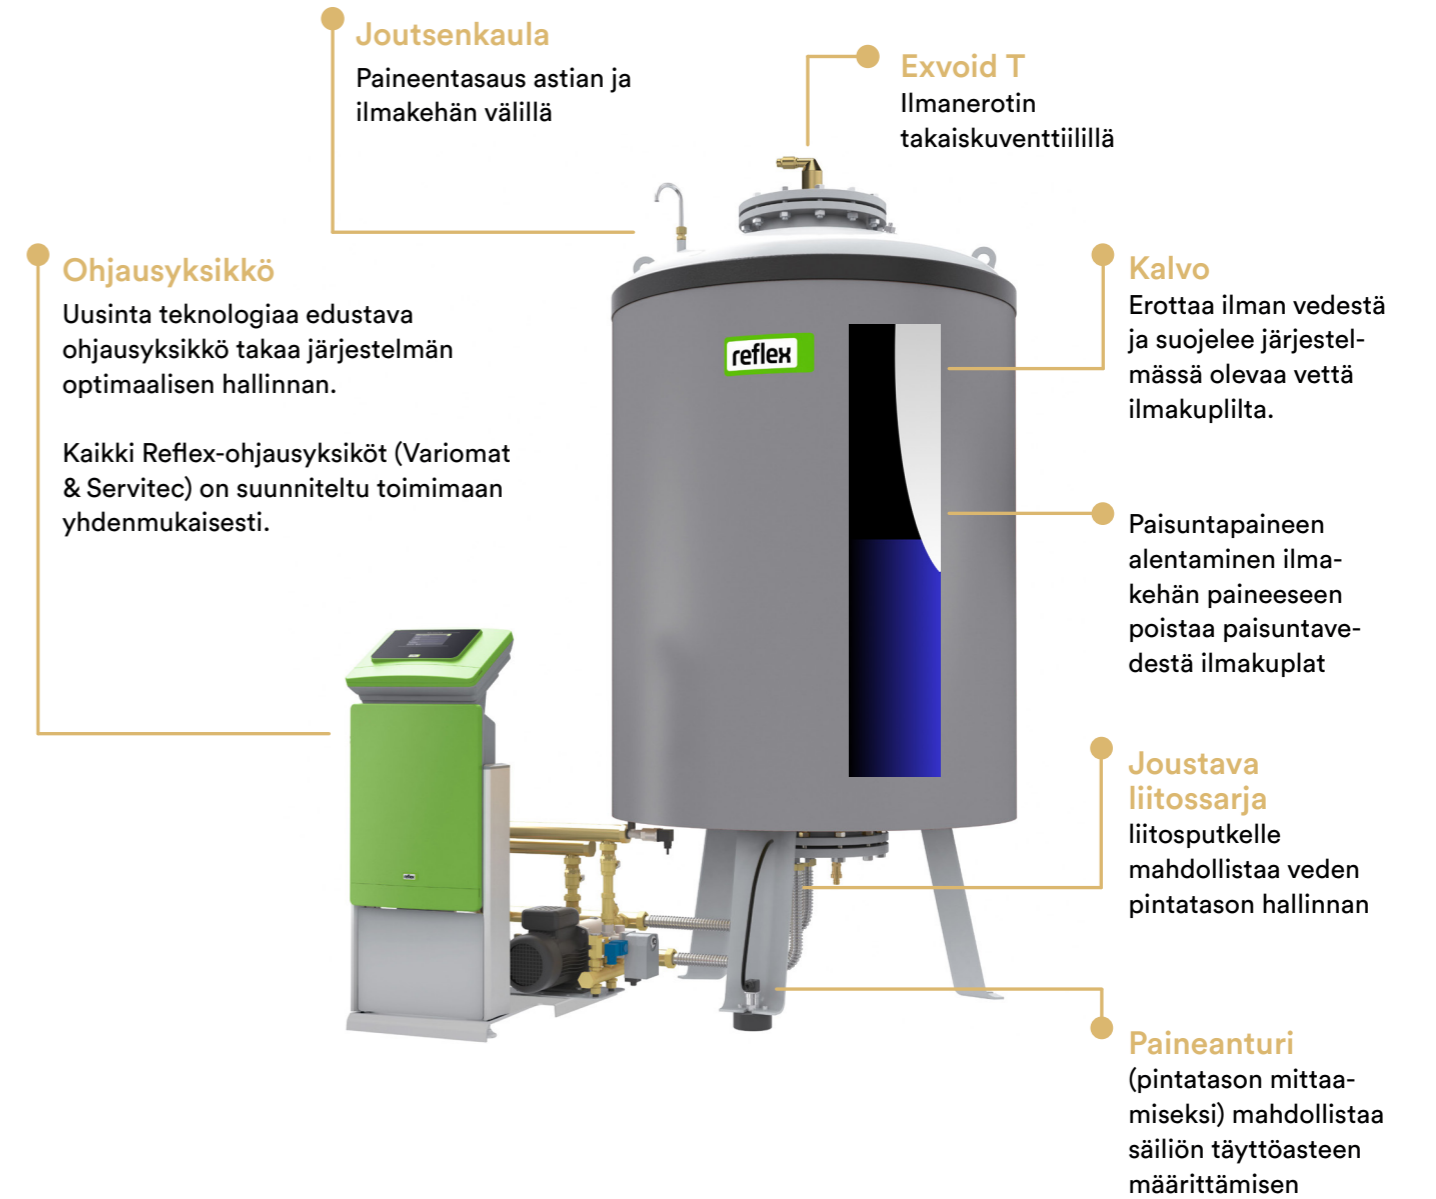 Joutsenkaula
Paineentasaus astian ja
ilmakehän välillä
Exvoid T
Ilmanerotin
takaiskuventtiilillä
Ohjausyksikkö
Uusinta teknologiaa edustava
ohjausyksikkö takaa järjestelmän
optimaalisen hallinnan.
Kaikki Reflex-ohjausyksiköt (Variomat
& Servitec) on suunniteltu toimimaan
yhdenmukaisesti.
reflex
Kalvo
Erottaa ilman vedestä
ja suojelee järjestel-
mässä olevaa vettä
ilmakuplilta.
Paisuntapaineen
alentaminen ilma-
kehän paineeseen
poistaa paisuntave-
destä ilmakuplat
Joustava
liitossarja
liitosputkelle
mahdollistaa veden
pintatason hallinnan
Paineanturi
(pintatason mittaa-
miseksi) mahdollistaa
säiliön täyttöasteen
määrittämisen
reflex